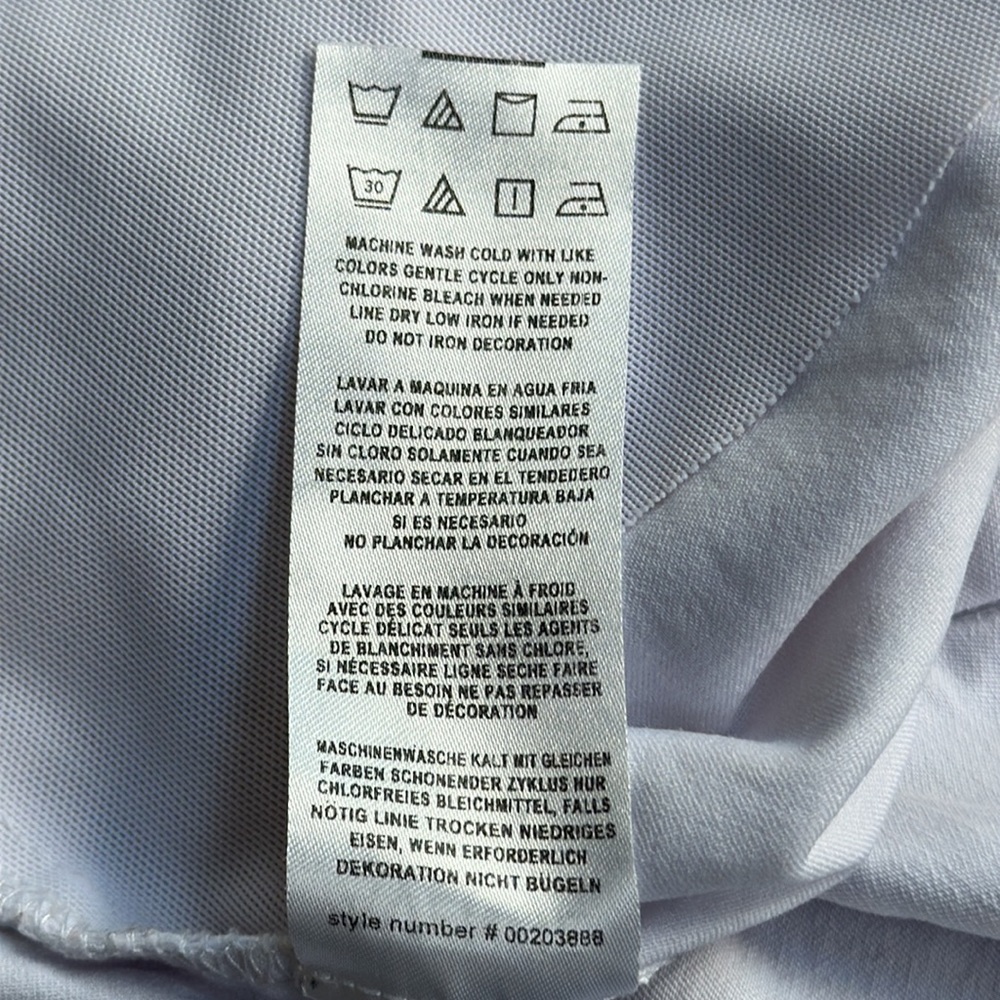 30
MACHINE WASH COLD WITH LIKE
COLORS GENTLE CYCLE ONLY NON-
CHLORINE BLEACH WHEN NEEDED
LINE DRY LOW IRON IF NEEDED
DO NOT IRON DECORATION
LAVAR A MAQUINA EN AGUA FRIA
LAVAR CON COLORES SIMILARES
CICLO DELICADO BLANQUEADOR
SIN CLORO SOLAMENTE CUANDO SEA
NECESARIO SECAR EN EL TENDEDERO
PLANCHAR A TEMPERATURA BAJA
SI ES NECESARIO
NO PLANCHAR LA DECORACIÓN
LAVAGE EN MACHINE À FROID
AVEC DES COULEURS SIMILAIRES
CYCLE DÉLICAT SEULS LES AGENTS
DE BLANCHIMENT SANS CHLORE,
SI NÉCESSAIRE LIGNE SECHE FAIRE
FACE AU BESOIN NE PAS REPASSER
DE DÉCORATION
MASCHINENWASCHE KALT MIT GLEICHEN
FARBEN SCHONENDER ZYKLUS NUR
CHLORFREIES BLEICHMITTEL, FALLS
NÖTIG LINIE TROCKEN NIEDRIGES
EISEN, WENN ERFORDERLICH
DEKORATION NICHT BÜGELN
style number # 00203888